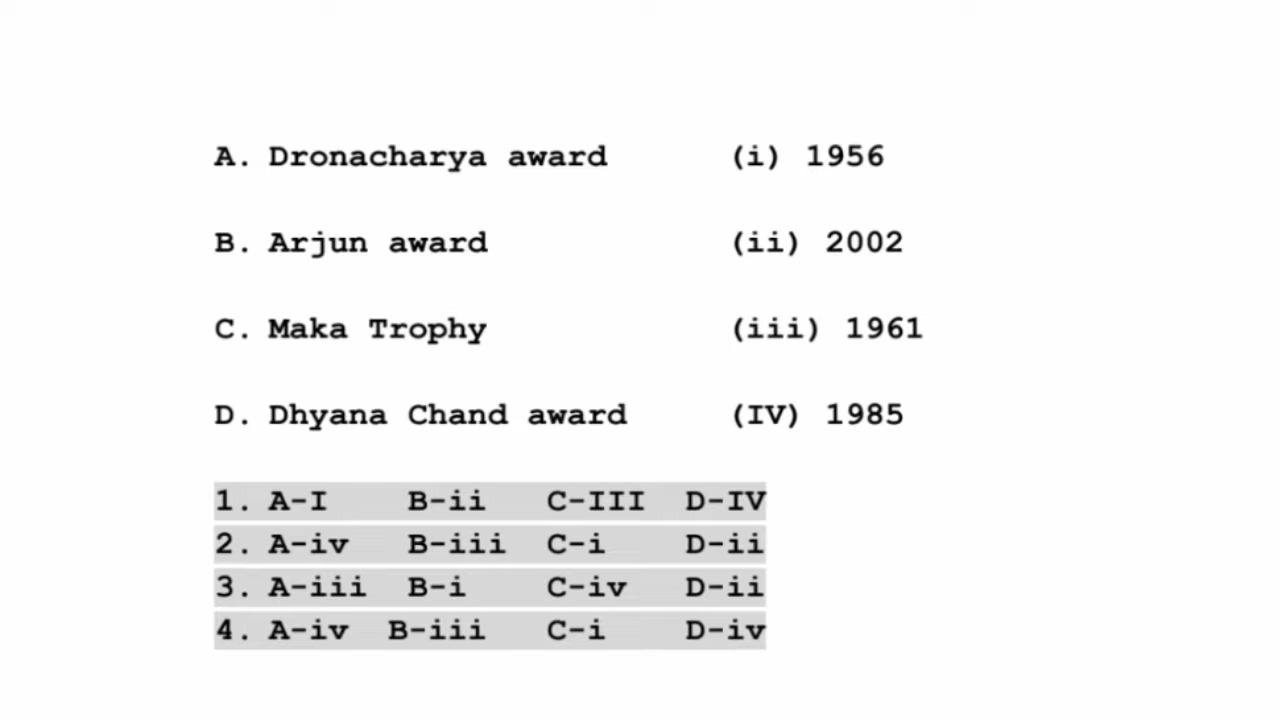 A. Dronacharya award (i) 1956
B. Arjun award (ii) 2002
C. Maka Trophy (iii) 1961
D. Dhyana Chand award (IV) 1985
1. A-I B-ii C-III D-IV
2. A-iv B-iii C-i D-ii
3. A-iii B-i C-iv D-ii
4. A-iv B-iii C-i D-iv